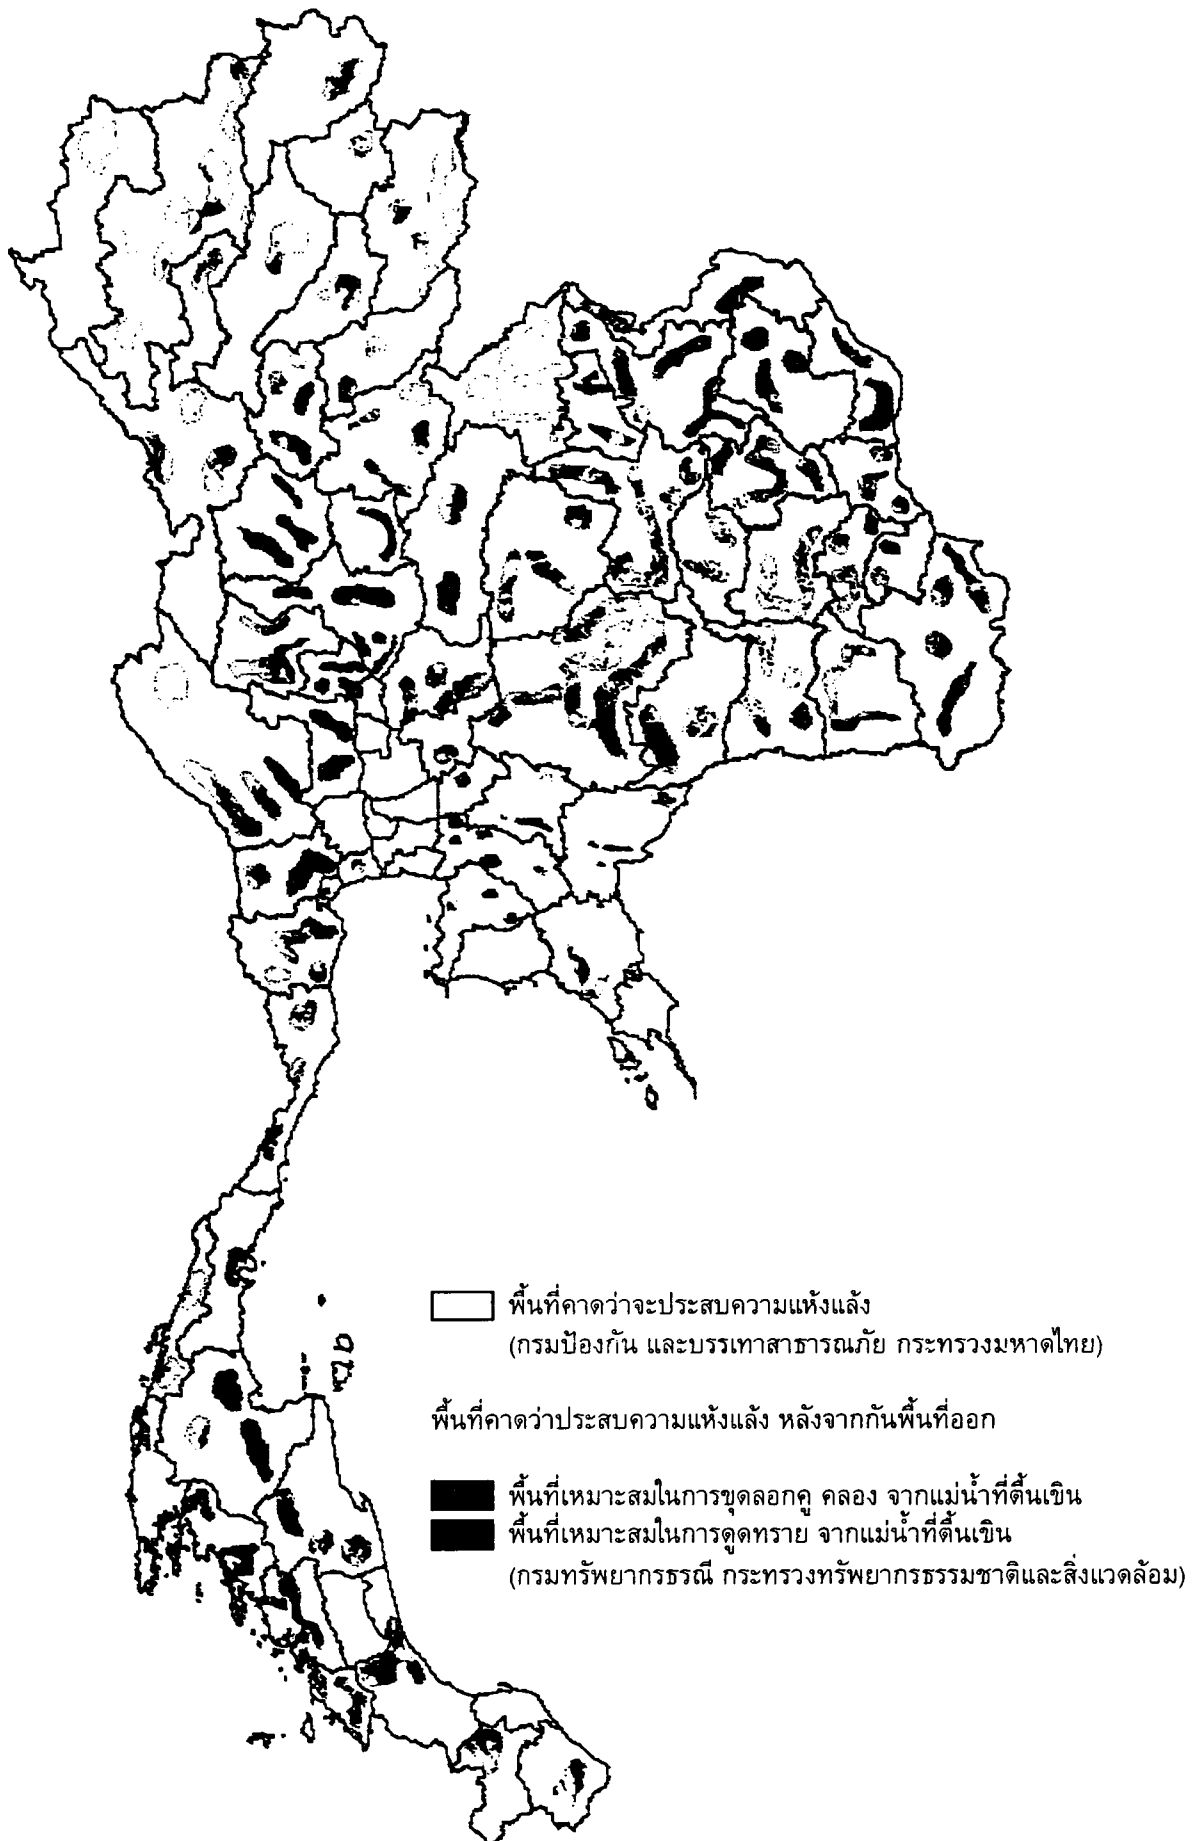 พื้นที่คาดว่าจะประสบความแห้งแล้ง
(กรมป้องกัน และบรรเทาสาธารณภัย กระทรวงมหาดไทย)
พื้นที่คาดว่าประสบความแห้งแล้ง หลังจากกันพื้นที่ออก
พื้นที่เหมาะสมในการขุดลอกคู คลอง จากแม่น้ำที่ตื้นเขิน
พื้นที่เหมาะสมในการดูดทราย จากแม่น้ำที่ตื้นเขิน
(กรมทรัพยากรธรณี กระทรวงทรัพยากรธรรมชาติและสิ่งแวดล้อม)